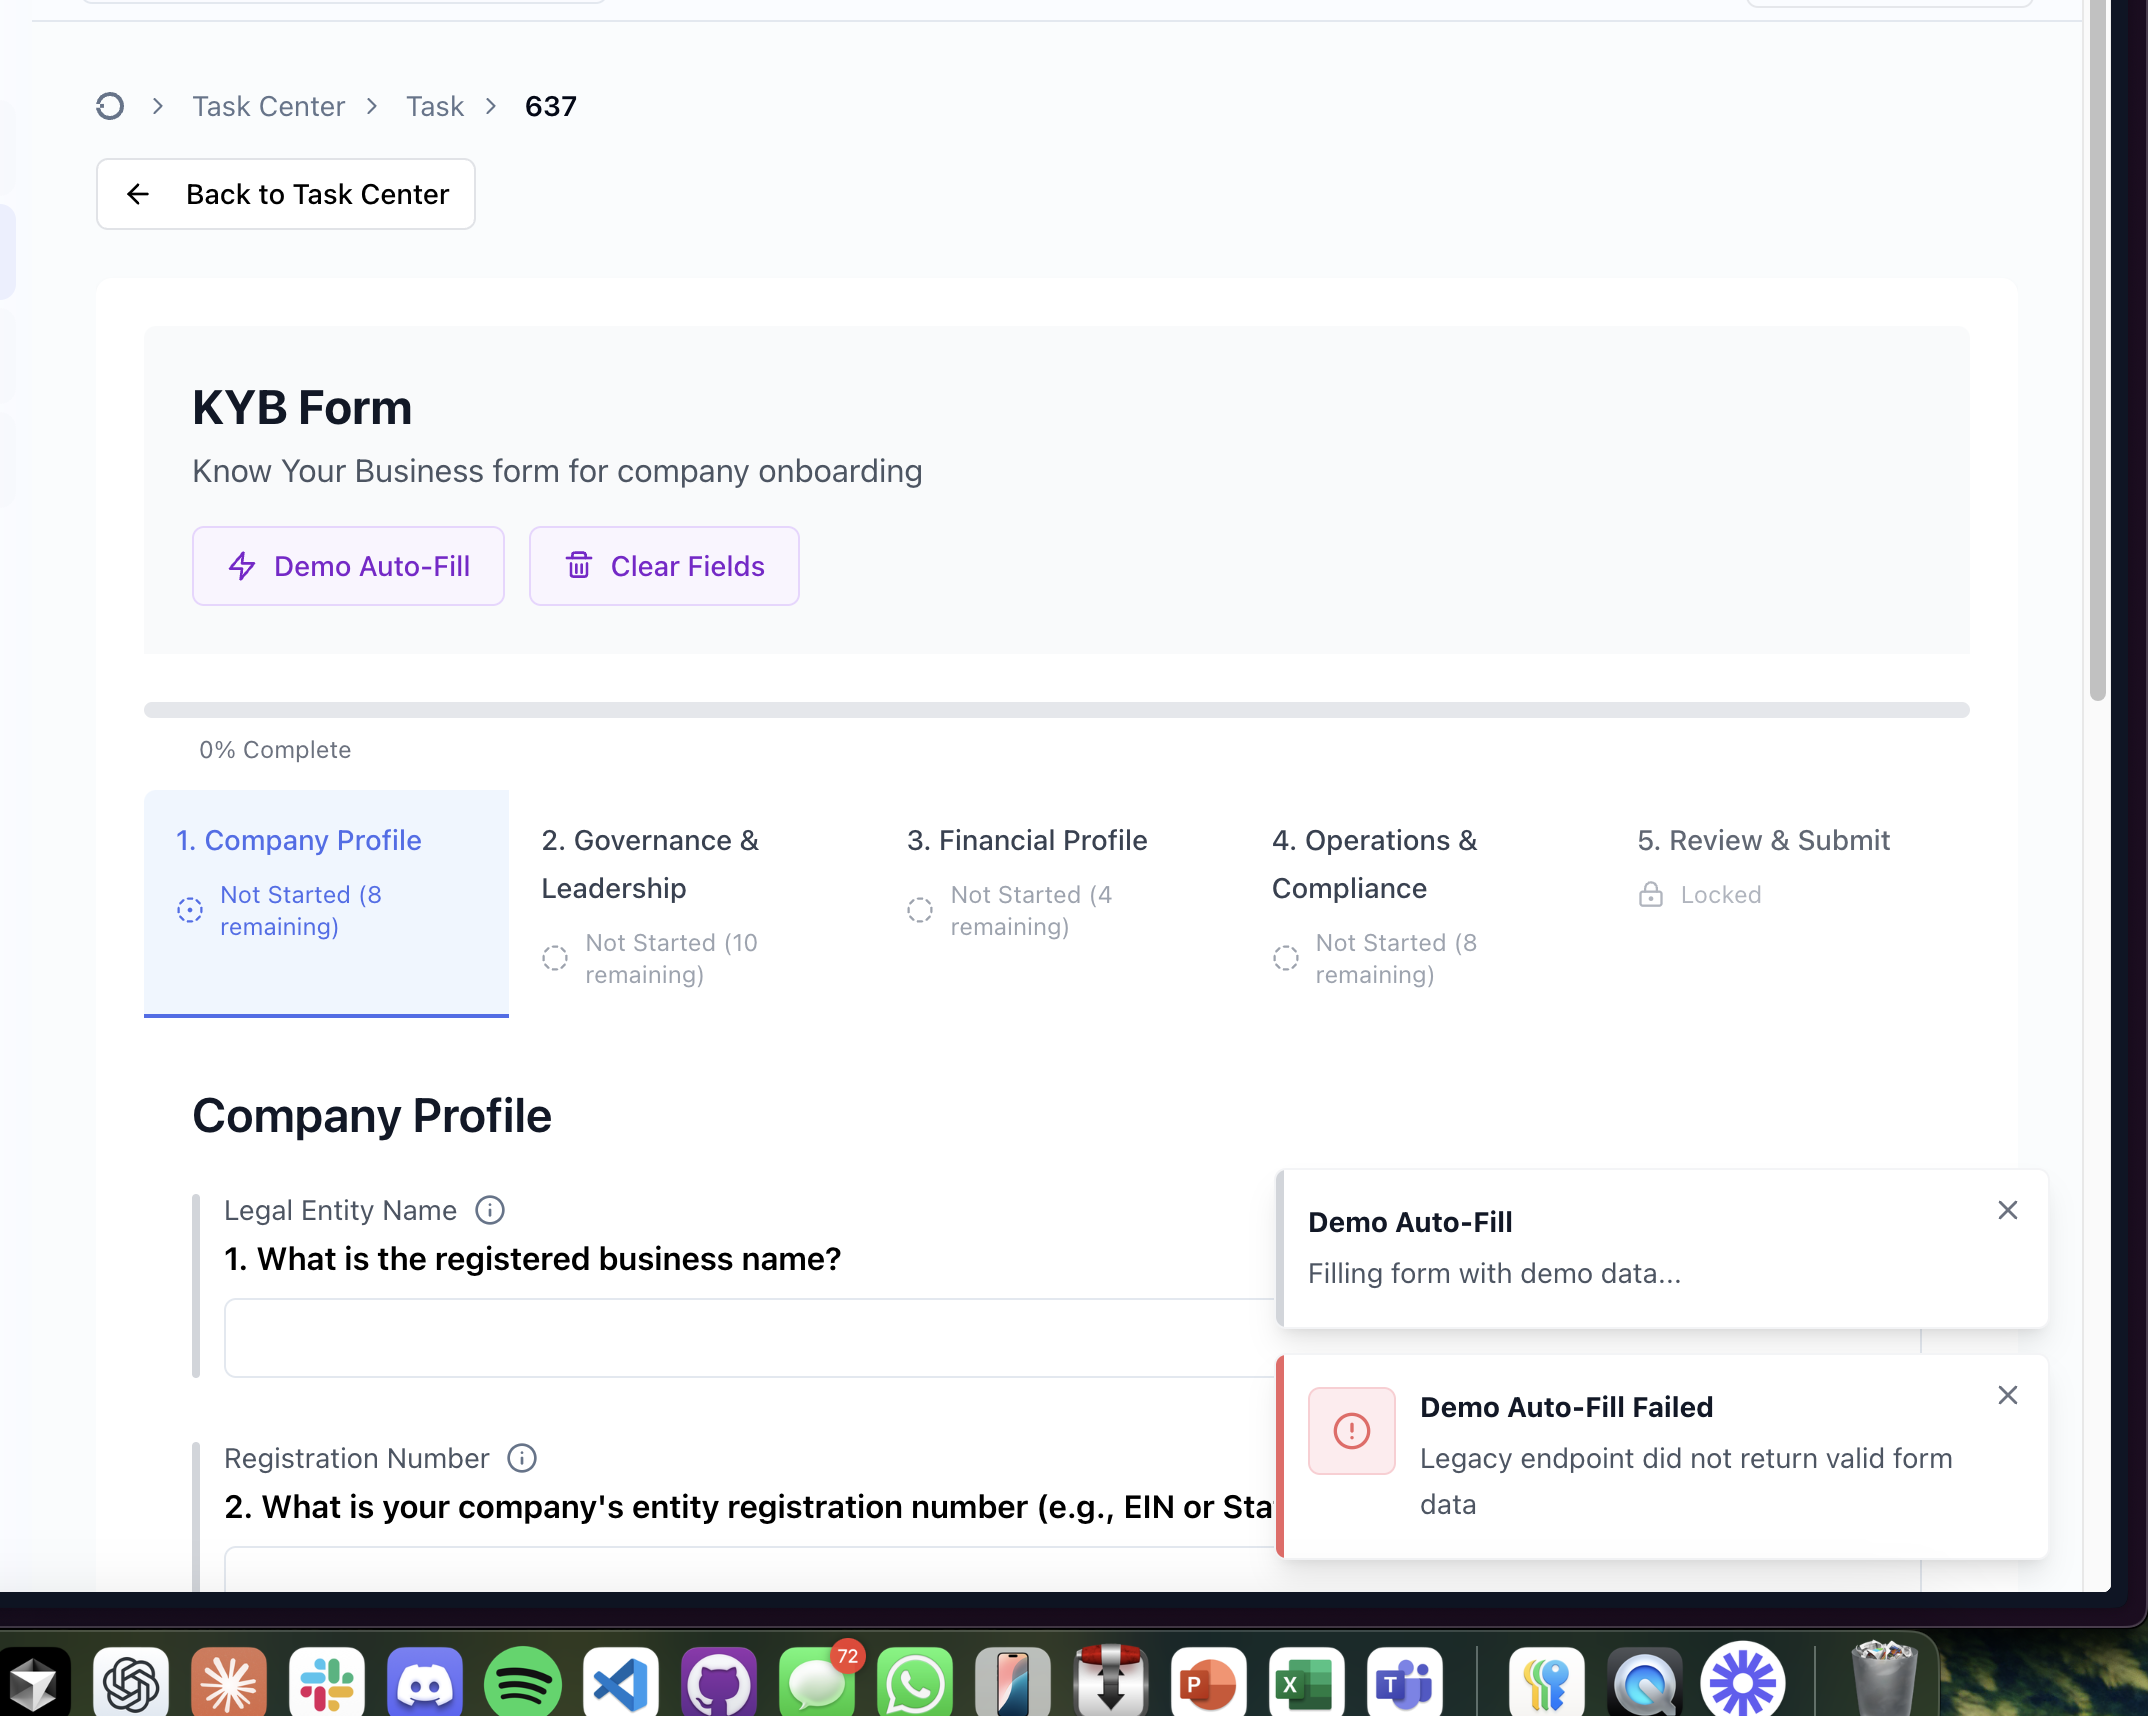 Task Center
Task
637
Back to Task Center
KYB Form
Know Your Business form for company onboarding
Demo Auto-Fill
Clear Fields
0% Complete
1. Company Profile
Not Started (8
remaining)
2. Governance &
Leadership
Not Started (10
remaining)
3. Financial Profile
Not Started (4
remaining)
4. Operations &
Compliance
Not Started (8
remaining)
5. Review & Submit
Locked
Company Profile
Legal Entity Name
1. What is the registered business name?
Registration Number
2. What is your company's entity registration number (e.g., EIN or Sta
Demo Auto-Fill
Filling form with demo data...
Demo Auto-Fill Failed
Legacy endpoint did not return valid form
data
72
P
X
T